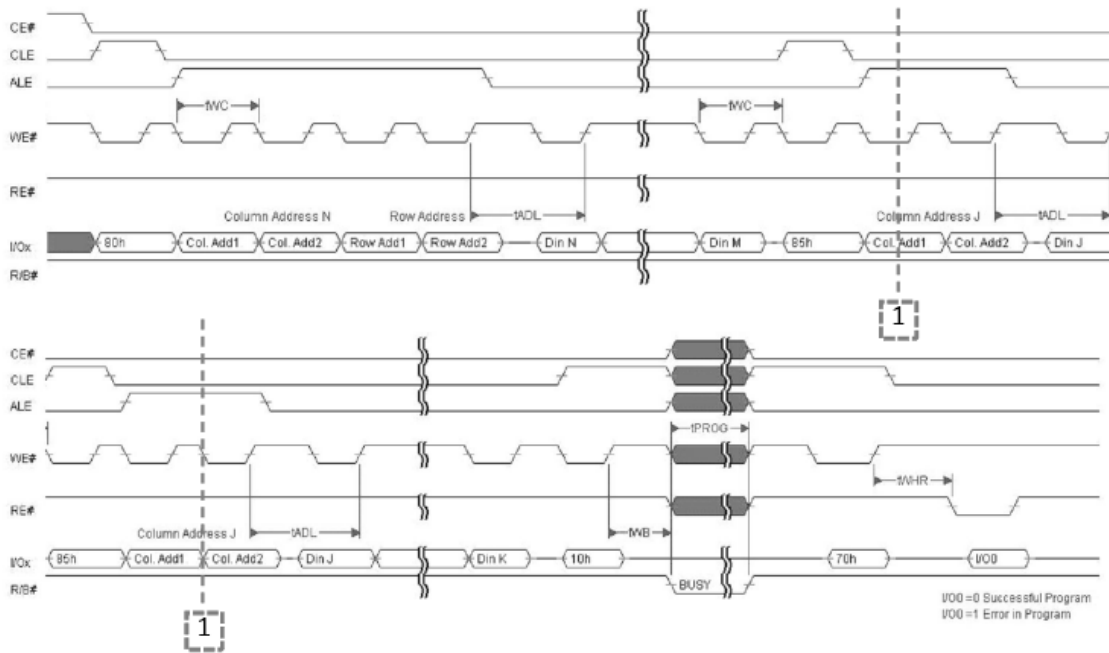 CE#
CLE
ALE
tWC tWC
WE#
RE#
Column Address N Row Address tADL Column Address J tADL
I/Ox 80h Col. Add1 Col. Add2 Row Add1 Row Add2 Din N Din M 85h Col. Add1 Col. Add2 Din J
R/B#
1
CE#
CLE
ALE
tPROG
WE#
tWHR
RE#
Column Address J tADL tWB
I/Ox 85h Col. Add1 Col. Add2 Din J Din K 10h 70h I/O0
R/B# BUSY
I/O0 =0 Successful Program
I/O0 =1 Error in Program
1